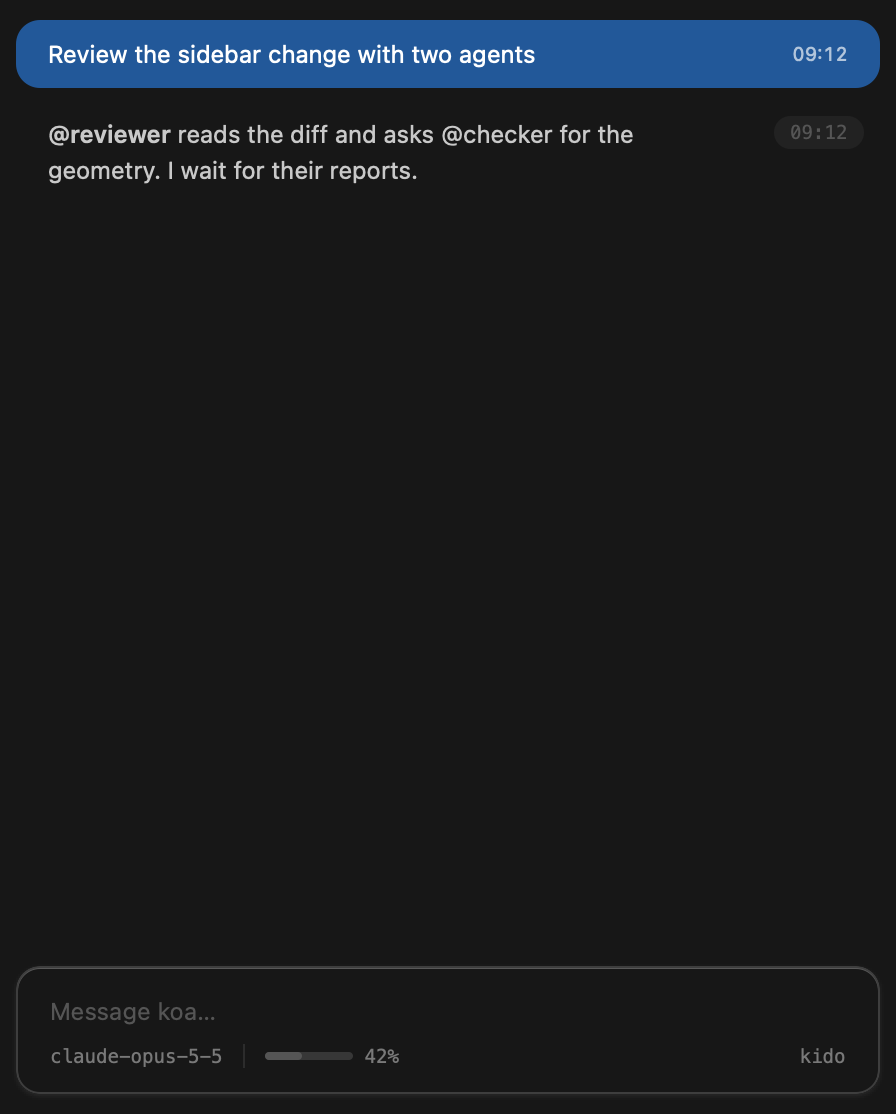 Review the sidebar change with two agents 09:12
@reviewer reads the diff and asks @checker for the 09:12
geometry. I wait for their reports.
Message koa...
claude-opus-5-5 42% kido